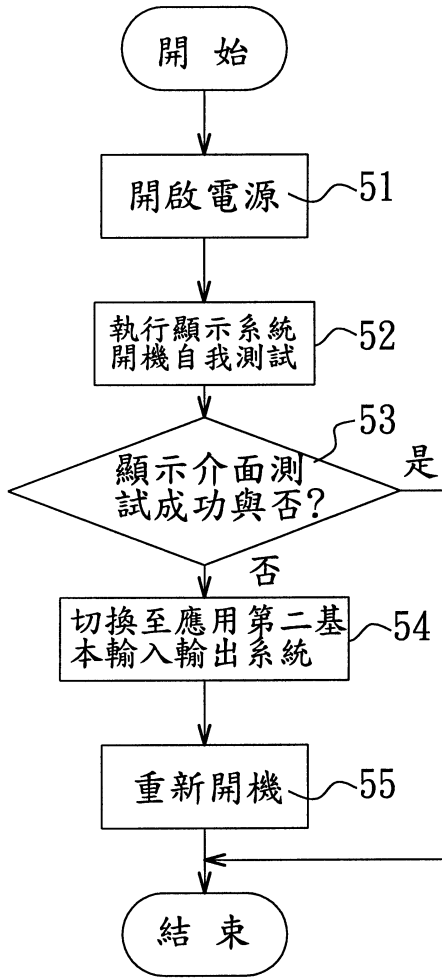 開 始
開啟電源
51
執行顯示系統
開機自我測試
52
53
顯示介面測
試成功與否?
是
否
切換至應用第二基
本輸入輸出系統
54
重新開機
55
結 束